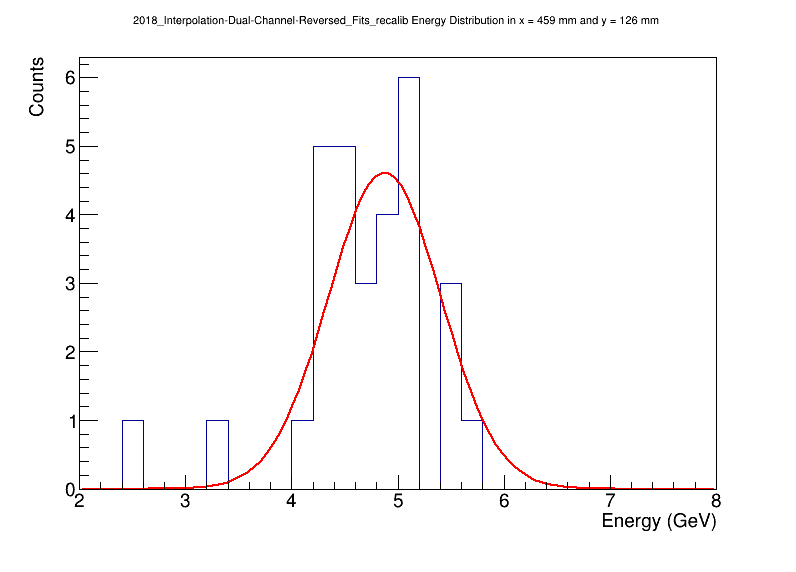 2018_Interpolation-Dual-Channel-Reversed_Fits_recalib Energy Distribution in x = 459 mm and y = 126 mm
Counts
6
5
4
3
2
1
0
2 3 4 5 6 7 8
Energy (GeV)